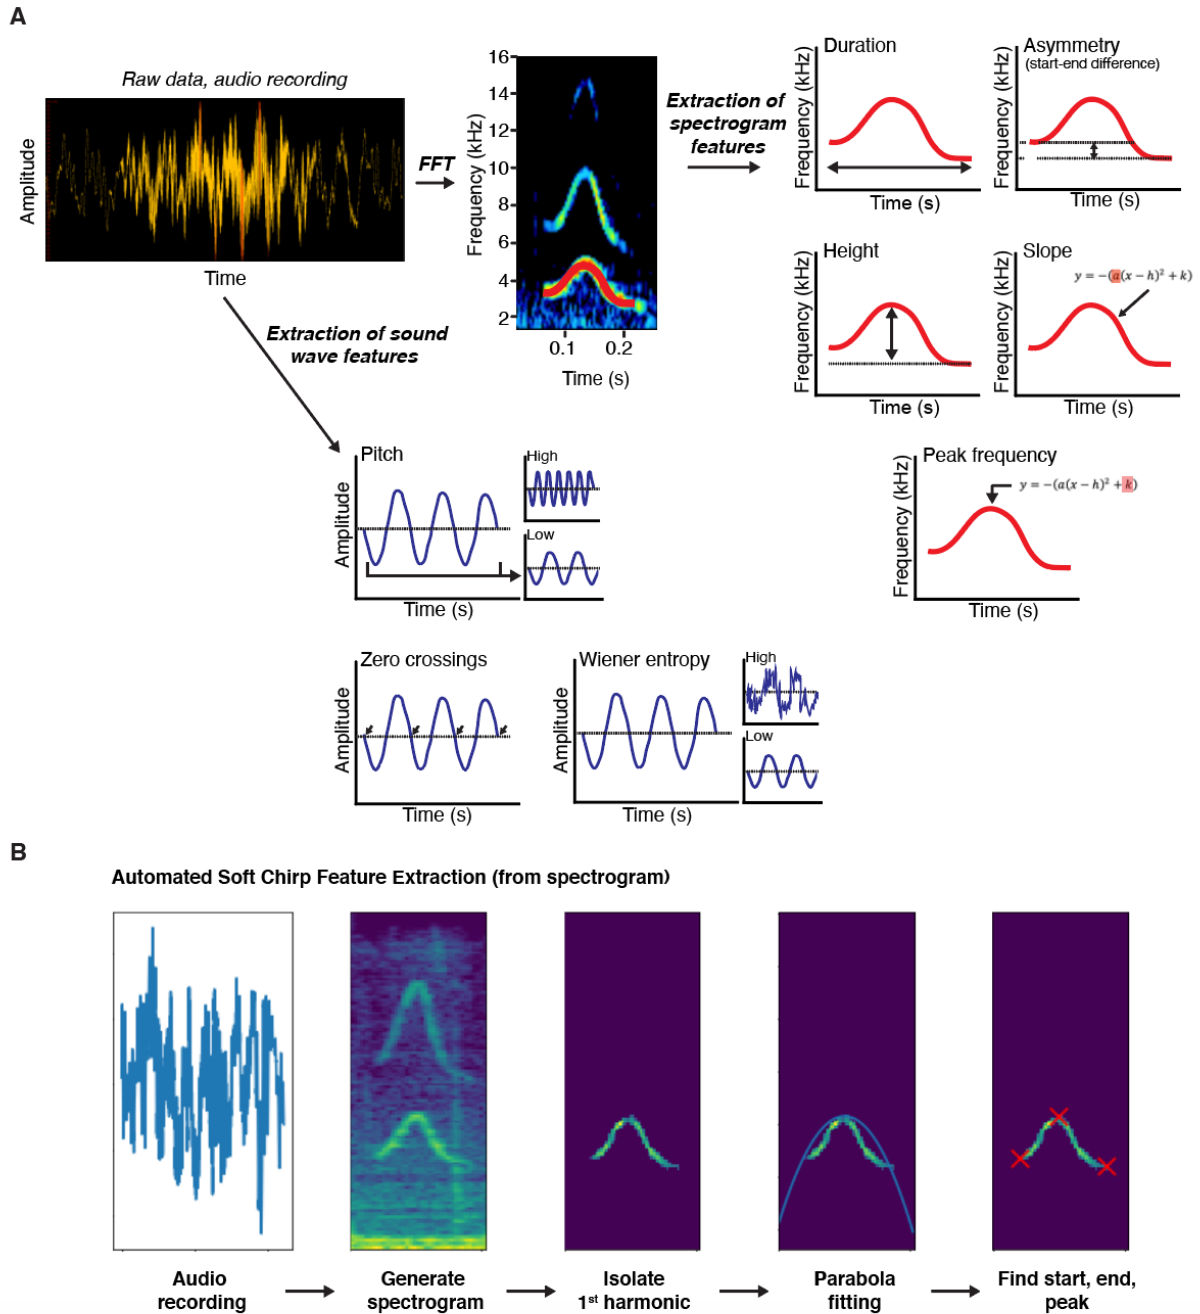 A
Raw data, audio recording
Amplitude
Time
FFT
Frequency (kHz)
16
14
12
10
8
6
4
2
0.1 0.2
Time (s)
Extraction of
spectrogram
features
Duration
Frequency (kHz)
Time (s)
Asymmetry
(start-end difference)
Frequency (kHz)
Time (s)
Height
Frequency (kHz)
Time (s)
Slope
y = −(a(x − h)² + k)
Frequency (kHz)
Time (s)
Peak frequency
y = −(a(x − h)² + k)
Frequency (kHz)
Time (s)
Extraction of sound
wave features
Pitch
Amplitude
Time (s)
High
Low
Zero crossings
Amplitude
Time (s)
Wiener entropy
Amplitude
Time (s)
High
Low
B
Automated Soft Chirp Feature Extraction (from spectrogram)
Audio
recording
Generate
spectrogram
Isolate
1st harmonic
Parabola
fitting
Find start, end,
peak